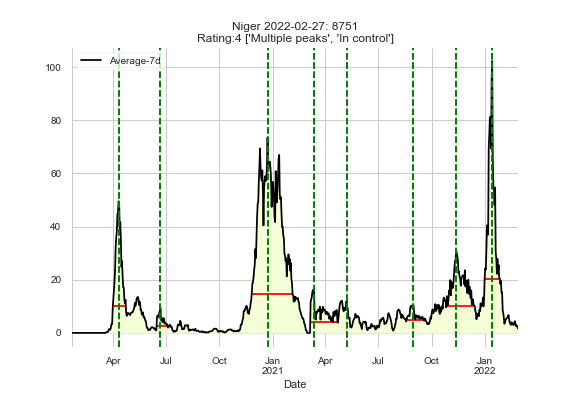 Niger 2022-02-27: 8751
Rating:4 ['Multiple peaks', 'In control']
Average-7d
100
80
60
40
20
0
Apr
Jul
Oct
Jan
2021
Apr
Jul
Oct
Jan
2022
Date